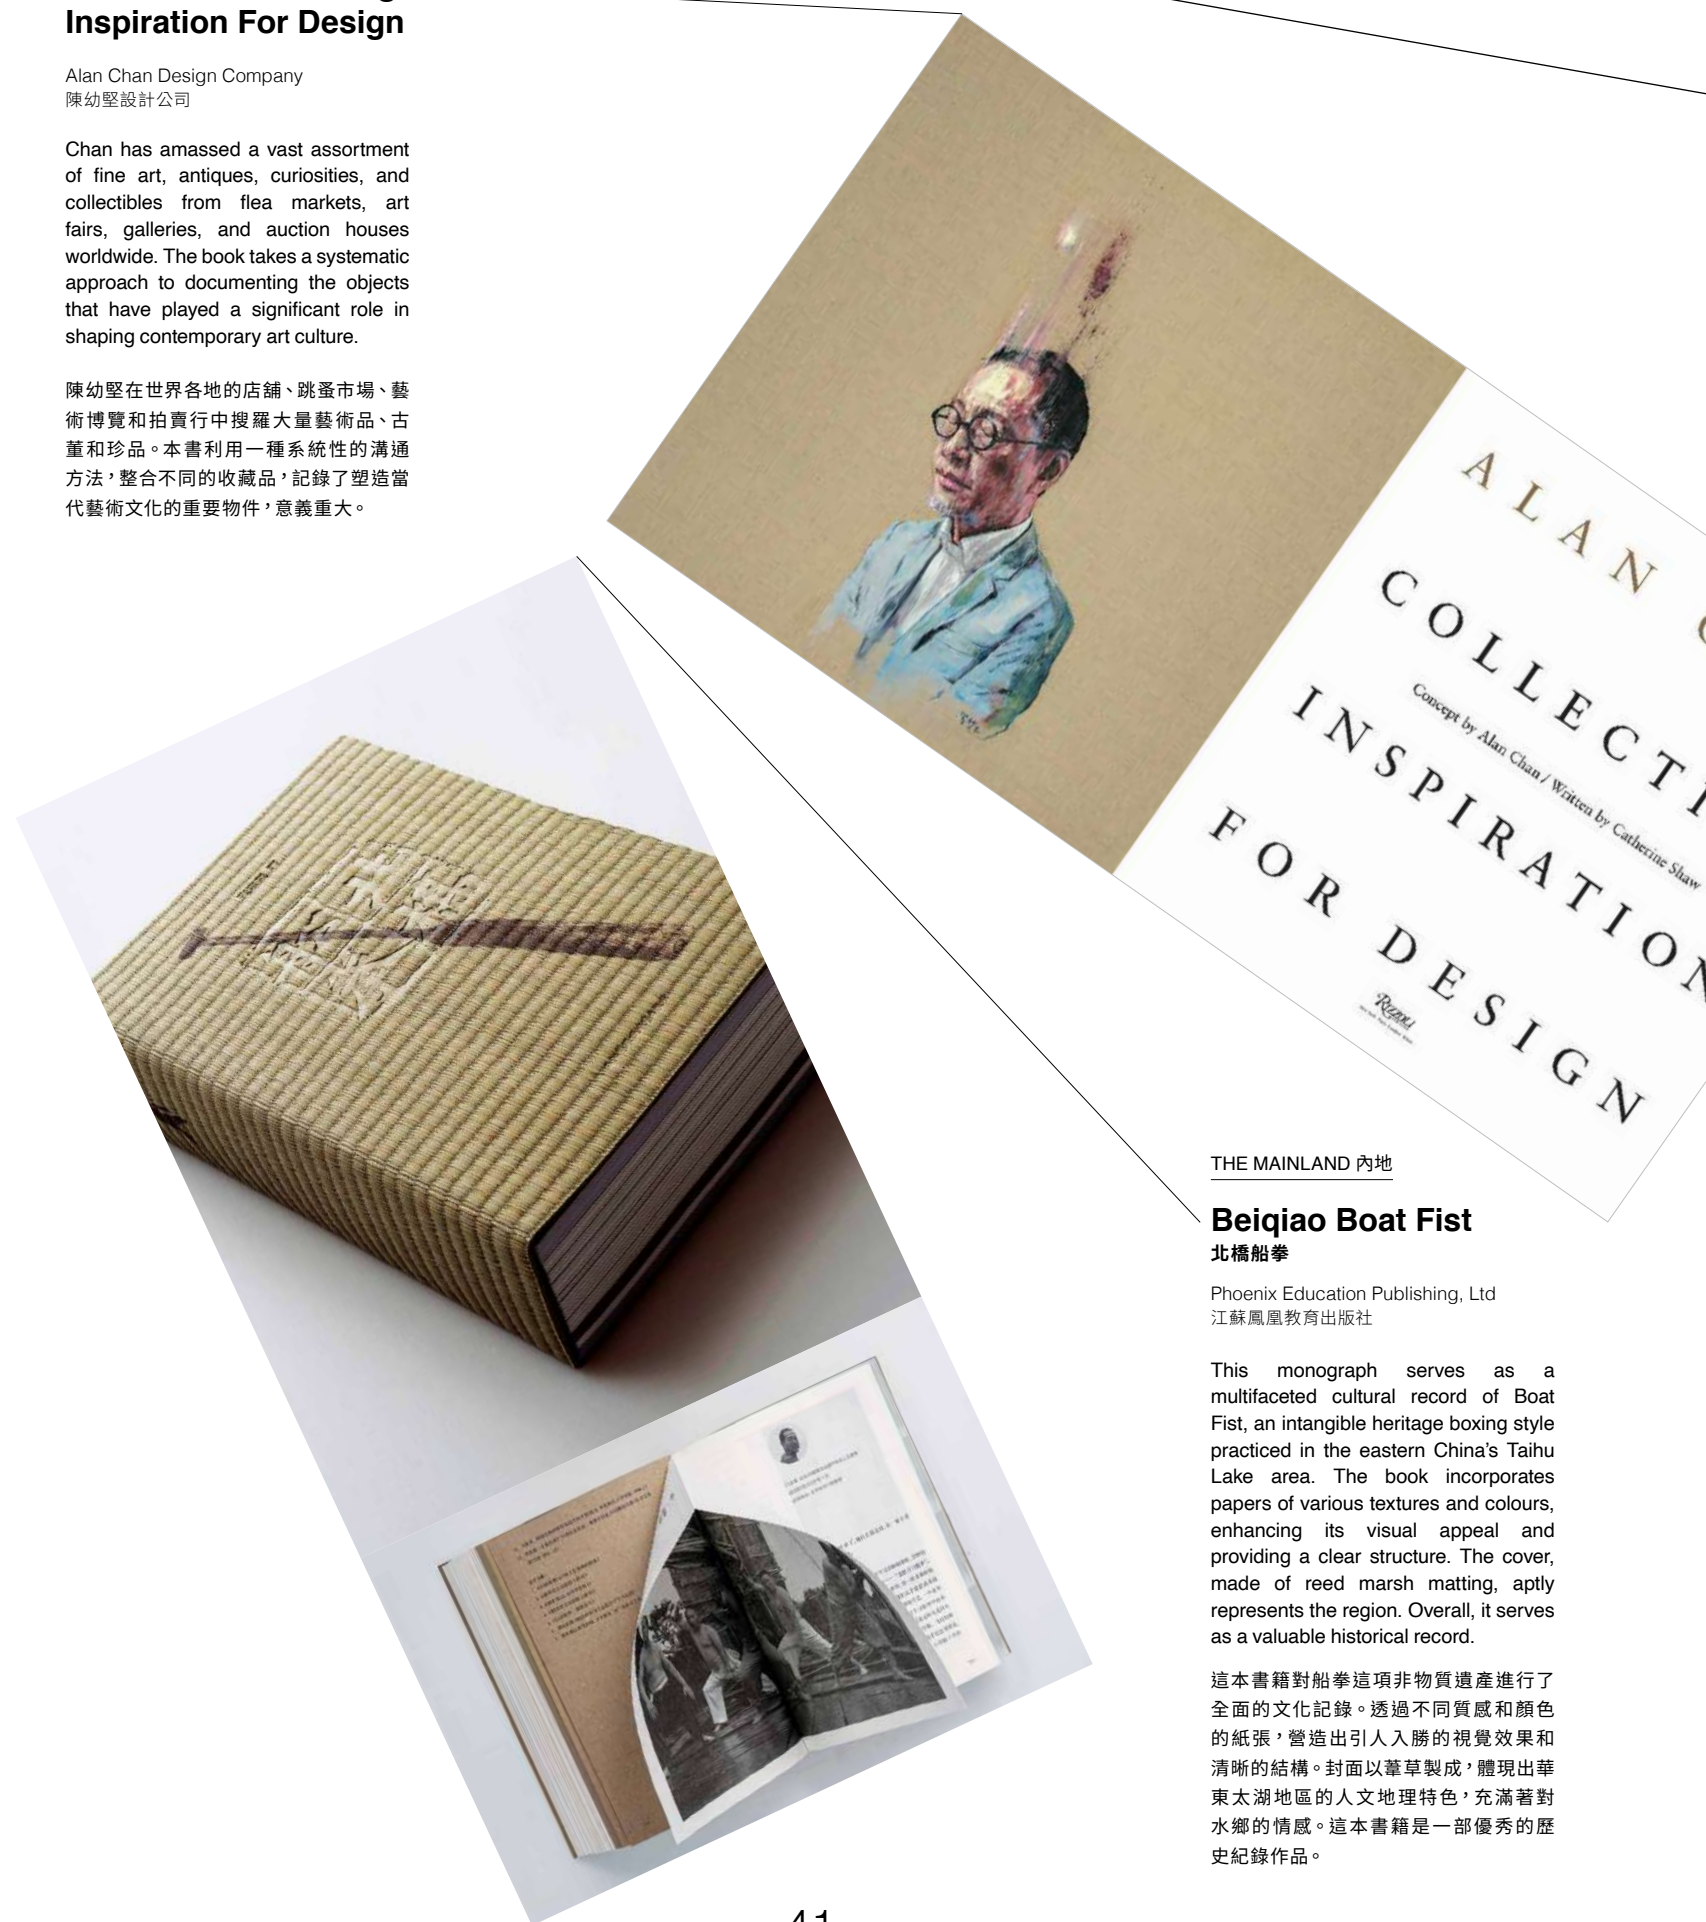 Inspiration For Design
Alan Chan Design Company
陳幼堅設計公司
Chan has amassed a vast assortment
of fine art, antiques, curiosities, and
collectibles from flea markets, art
fairs, galleries, and auction houses
worldwide. The book takes a systematic
approach to documenting the objects
that have played a significant role in
shaping contemporary art culture.
陳幼堅在世界各地的店舖、跳蚤市場、藝
術博覽和拍賣行中搜羅大量藝術品、古
董和珍品。本書利用一種系統性的溝通
方法，整合不同的收藏品，記錄了塑造當
代藝術文化的重要物件，意義重大。
ALAN
COLLECTI
Concept by Alan Chan / Written by Catherine Shaw
INSPIRATION
FOR DESIGN
RIZZOLI
THE MAINLAND 內地
Beiqiao Boat Fist
北橋船拳
Phoenix Education Publishing, Ltd
江蘇鳳凰教育出版社
This monograph serves as a
multifaceted cultural record of Boat
Fist, an intangible heritage boxing style
practiced in the eastern China’s Taihu
Lake area. The book incorporates
papers of various textures and colours,
enhancing its visual appeal and
providing a clear structure. The cover,
made of reed marsh matting, aptly
represents the region. Overall, it serves
as a valuable historical record.
這本書籍對船拳這項非物質遺產進行了
全面的文化記錄。透過不同質感和顏色
的紙張，營造出引人入勝的視覺效果和
清晰的結構。封面以葦草製成，體現出華
東太湖地區的人文地理特色，充滿著對
水鄉的情感。這本書籍是一部優秀的歷
史紀錄作品。
41